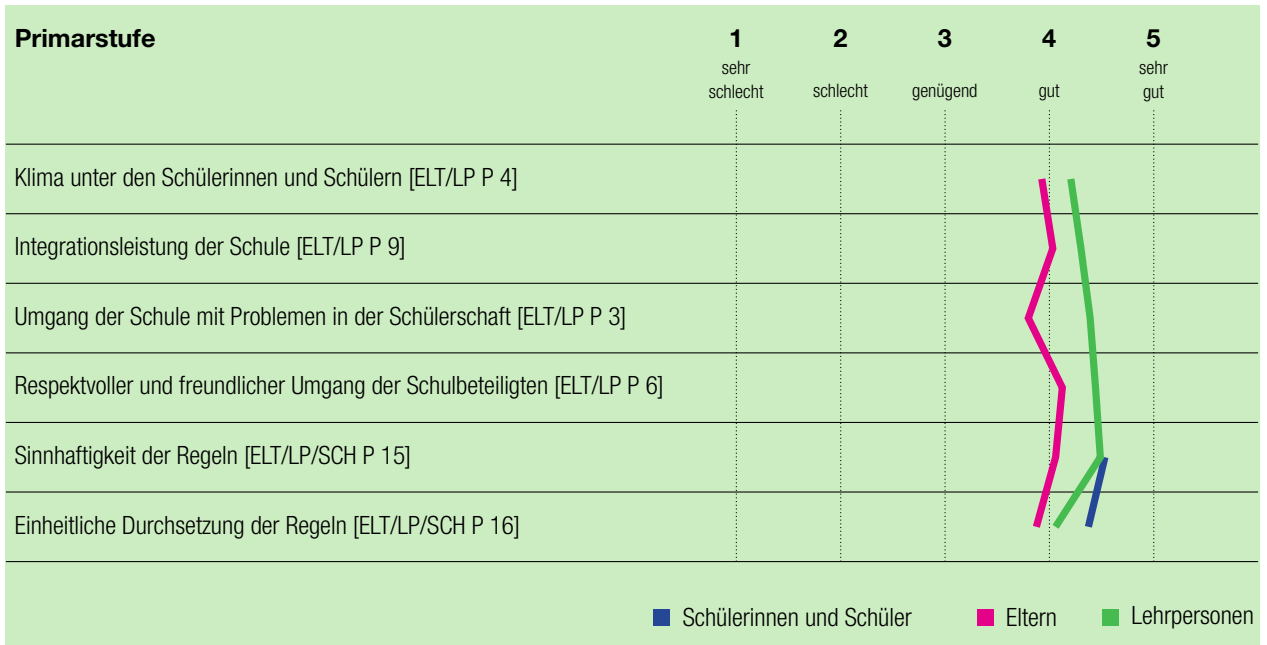 Primarstufe 1 2 3 4 5
sehr sehr
schlecht schlecht genügend gut gut
Klima unter den Schülerinnen und Schülern [ELT/LP P 4]
Integrationsleistung der Schule [ELT/LP P 9]
Umgang der Schule mit Problemen in der Schülerschaft [ELT/LP P 3]
Respektvoller und freundlicher Umgang der Schulbeteiligten [ELT/LP P 6]
Sinnhaftigkeit der Regeln [ELT/LP/SCH P 15]
Einheitliche Durchsetzung der Regeln [ELT/LP/SCH P 16]
Schülerinnen und Schüler Eltern Lehrpersonen